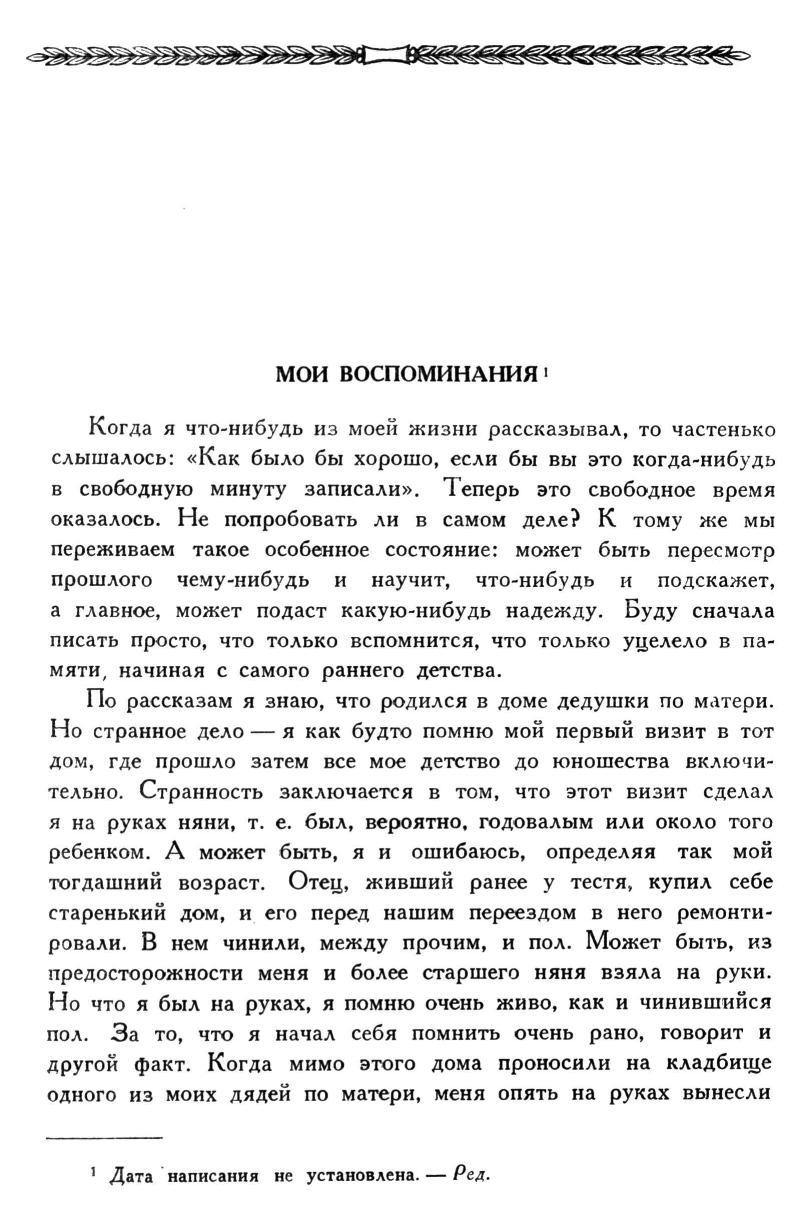 МОИ ВОСПОМИНАНИЯ ¹
Когда я что-нибудь из моей жизни рассказывал, то частенько
слышалось: «Как было бы хорошо, если бы вы это когда-нибудь
в свободную минуту записали». Теперь это свободное время
оказалось. Не попробовать ли в самом деле? К тому же мы
переживаем такое особенное состояние: может быть пересмотр
прошлого чему-нибудь и научит, что-нибудь и подскажет,
а главное, может подаст какую-нибудь надежду. Буду сначала
писать просто, что только вспомнится, что только уцелело в па-
мяти, начиная с самого раннего детства.
По рассказам я знаю, что родился в доме дедушки по матери.
Но странное дело — я как будто помню мой первый визит в тот
дом, где прошло затем все мое детство до юношества включи-
тельно. Странность заключается в том, что этот визит сделал
я на руках няни, т. е. был, вероятно, годовалым или около того
ребенком. А может быть, я и ошибаюсь, определяя так мой
тогдашний возраст. Отец, живший ранее у тестя, купил себе
старенький дом, и его перед нашим переездом в него ремонти-
ровали. В нем чинили, между прочим, и пол. Может быть, из
предосторожности меня и более старшего няня взяла на руки.
Но что я был на руках, я помню очень живо, как и чинившийся
пол. За то, что я начал себя помнить очень рано, говорит и
другой факт. Когда мимо этого дома проносили на кладбище
одного из моих дядей по матери, меня опять на руках вынесли
¹ Дата написания не установлена. — Ред.